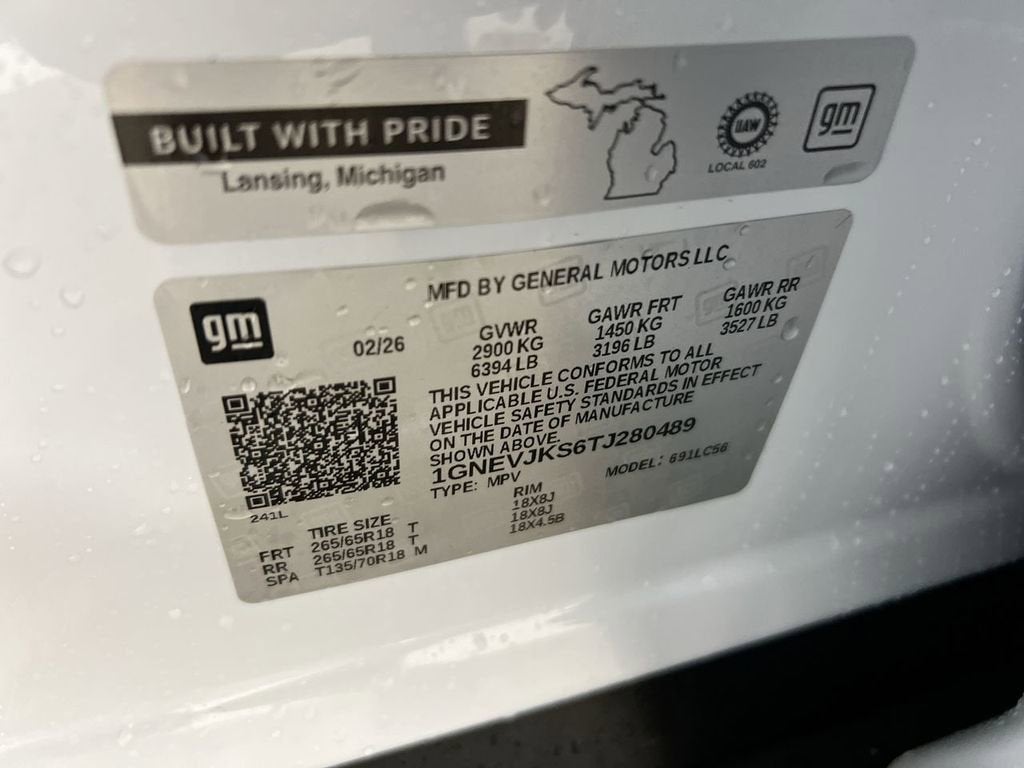 BUILT WITH PRIDE
Lansing, Michigan
UAW
LOCAL 602
gm
gm
MFD BY GENERAL MOTORS LLC
02/26
GVWR
2900 KG
6394 LB
GAWR FRT
1450 KG
3196 LB
GAWR RR
1600 KG
3527 LB
THIS VEHICLE CONFORMS TO ALL
APPLICABLE U.S. FEDERAL MOTOR
VEHICLE SAFETY STANDARDS IN EFFECT
ON THE DATE OF MANUFACTURE
SHOWN ABOVE.
1GNEVJKS6TJ280489
TYPE: MPV
MODEL: 691LC56
241L
TIRE SIZE RIM
FRT 265/65R18 T 18X8J
RR 265/65R18 T 18X8J
SPA T135/70R18 M 18X4.5B